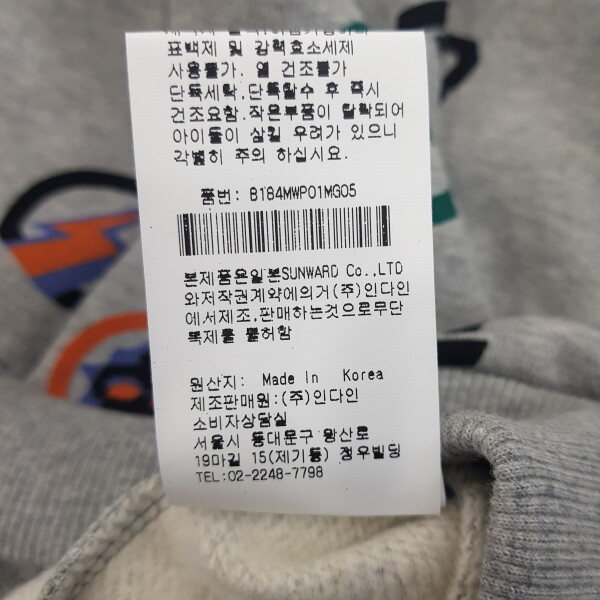 표백제 및 강력효소세제
사용불가. 열 건조불가
단독세탁,단독탈수 후 즉시
건조요함.작은부품이 탈락되어
아이들이 삼킬 우려가 있으니
각별히 주의 하십시요.
품번: B184MWP01MG05
본제품은일본SUNWARD Co.,LTD
와저작권계약에의거(주)인다인
에서제조,판매하는것으로무단
복제를 불허함
원산지: Made In Korea
제조판매원:(주)인다인
소비자상담실
서울시 동대문구 왕산로
19마길 15(제기동) 정우빌딩
TEL:02-2248-7798